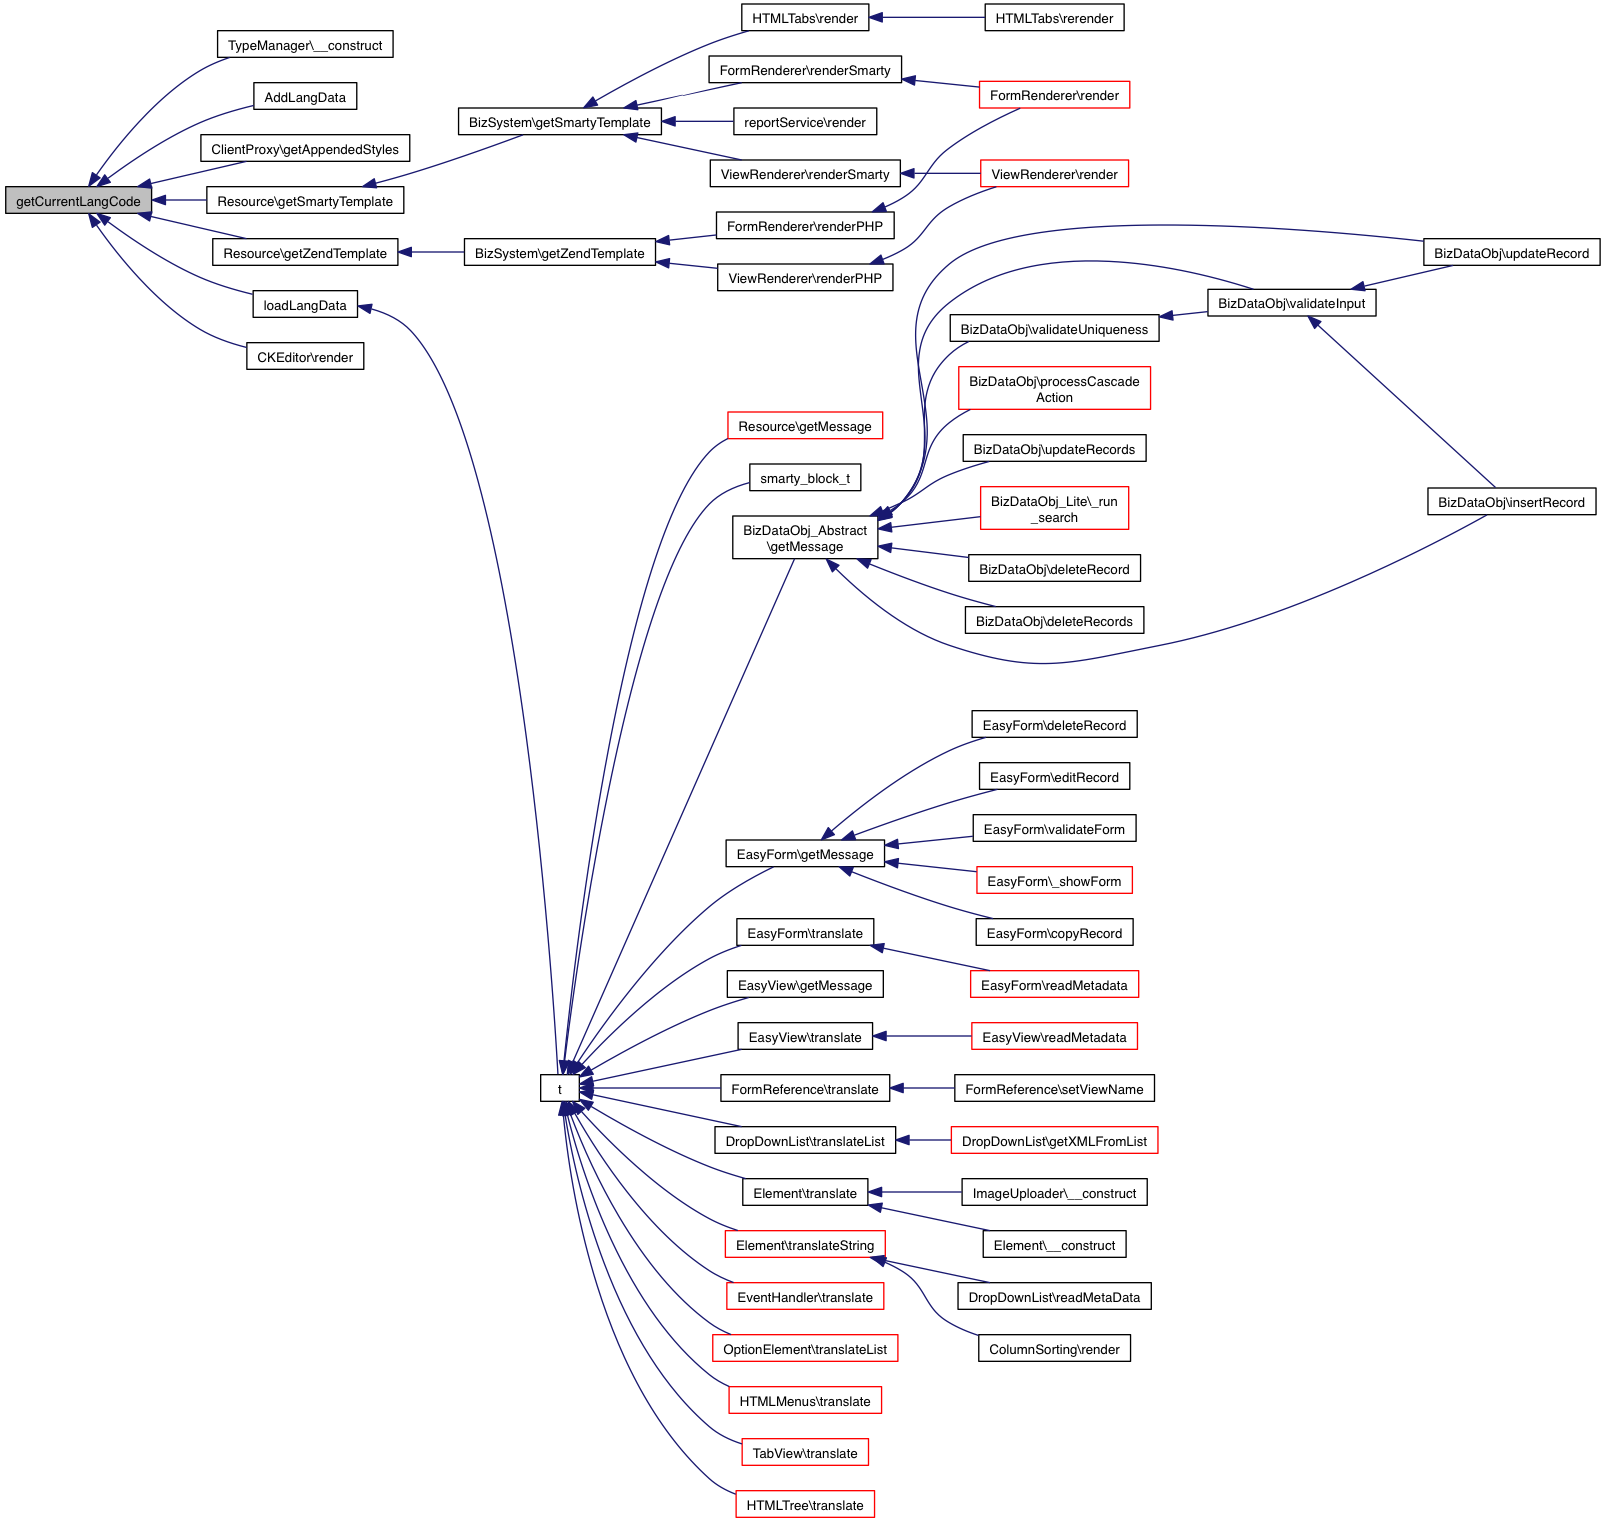 HTMLTabs\render
HTMLTabs\rerender
TypeManager\__construct
FormRenderer\renderSmarty
AddLangData
FormRenderer\render
BizSystem\getSmartyTemplate
reportService\render
ClientProxy\getAppendedStyles
ViewRenderer\renderSmarty
ViewRenderer\render
getCurrentLangCode
Resource\getSmartyTemplate
FormRenderer\renderPHP
Resource\getZendTemplate
BizSystem\getZendTemplate
BizDataObj\updateRecord
ViewRenderer\renderPHP
loadLangData
BizDataObj\validateInput
BizDataObj\validateUniqueness
CKEditor\render
BizDataObj\processCascade
Action
Resource\getMessage
BizDataObj\updateRecords
smarty_block_t
BizDataObj_Lite\_run
_search
BizDataObj\insertRecord
BizDataObj_Abstract
\getMessage
BizDataObj\deleteRecord
BizDataObj\deleteRecords
EasyForm\deleteRecord
EasyForm\editRecord
EasyForm\validateForm
EasyForm\getMessage
EasyForm\_showForm
EasyForm\copyRecord
EasyForm\translate
EasyForm\readMetadata
EasyView\getMessage
EasyView\translate
EasyView\readMetadata
t
FormReference\translate
FormReference\setViewName
DropDownList\translateList
DropDownList\getXMLFromList
Element\translate
ImageUploader\__construct
Element\translateString
Element\__construct
EventHandler\translate
DropDownList\readMetaData
OptionElement\translateList
ColumnSorting\render
HTMLMenus\translate
TabView\translate
HTMLTree\translate